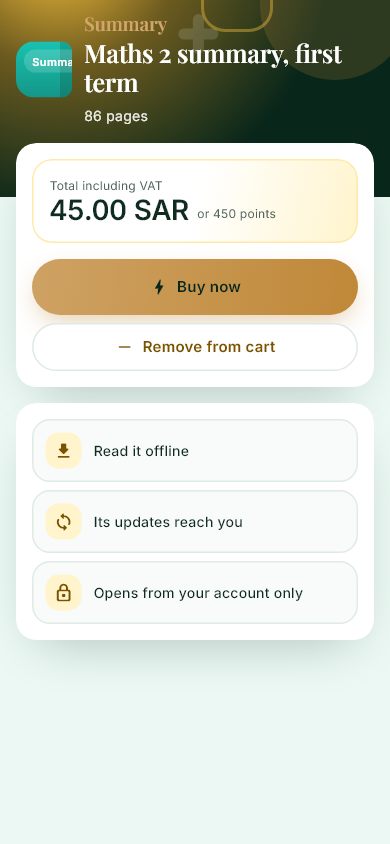 Summary
Maths 2 summary, first
term
86 pages
Total including VAT
45.00 SAR or 450 points
Buy now
Remove from cart
Read it offline
Its updates reach you
Opens from your account only